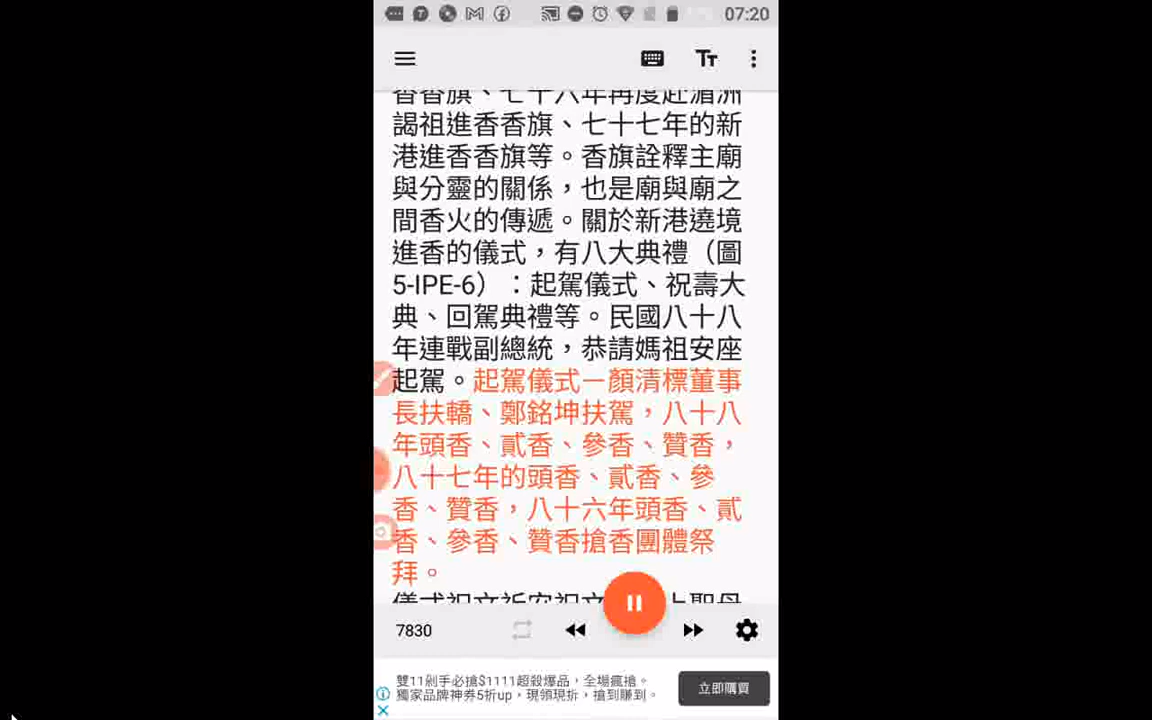 07:20
香香旗、七十六年再度赴湄洲
謁祖進香香旗、七十七年的新
港進香香旗等。香旗詮釋主廟
與分靈的關係，也是廟與廟之
間香火的傳遞。關於新港遶境
進香的儀式，有八大典禮（圖
5-IPE-6）：起駕儀式、祝壽大
典、回駕典禮等。民國八十八
年連戰副總統，恭請媽祖安座
起駕。起駕儀式—顏清標董事
長扶轎、鄭銘坤扶駕，八十八
年頭香、貳香、參香、贊香，
八十七年的頭香、貳香、參
香、贊香，八十六年頭香、貳
香、參香、贊香搶香團體祭
拜。
7830
雙11剁手必搶$1111超殺爆品，全場瘋搶。
獨家品牌神券5折up，現領現折，搶到賺到。
立即購買